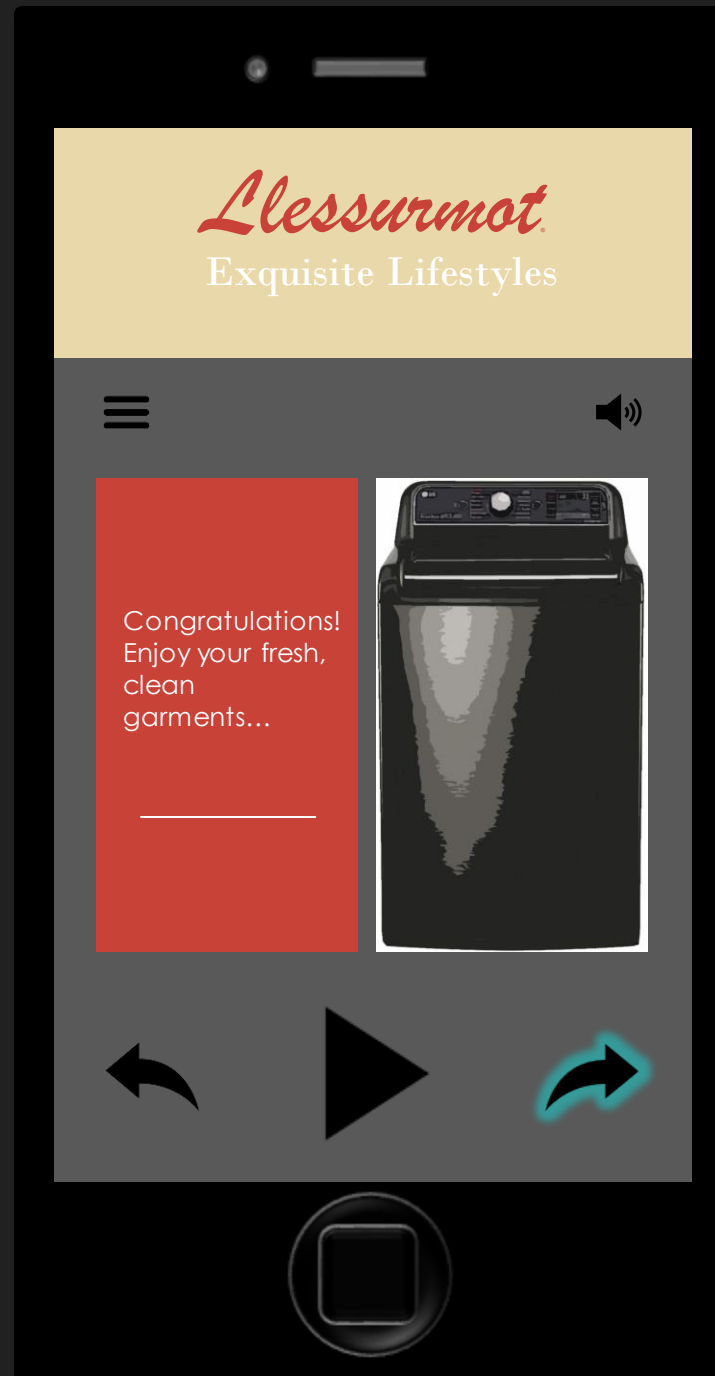 Llessurmot
Exquisite Lifestyles
Congratulations!
Enjoy your fresh,
clean
garments...